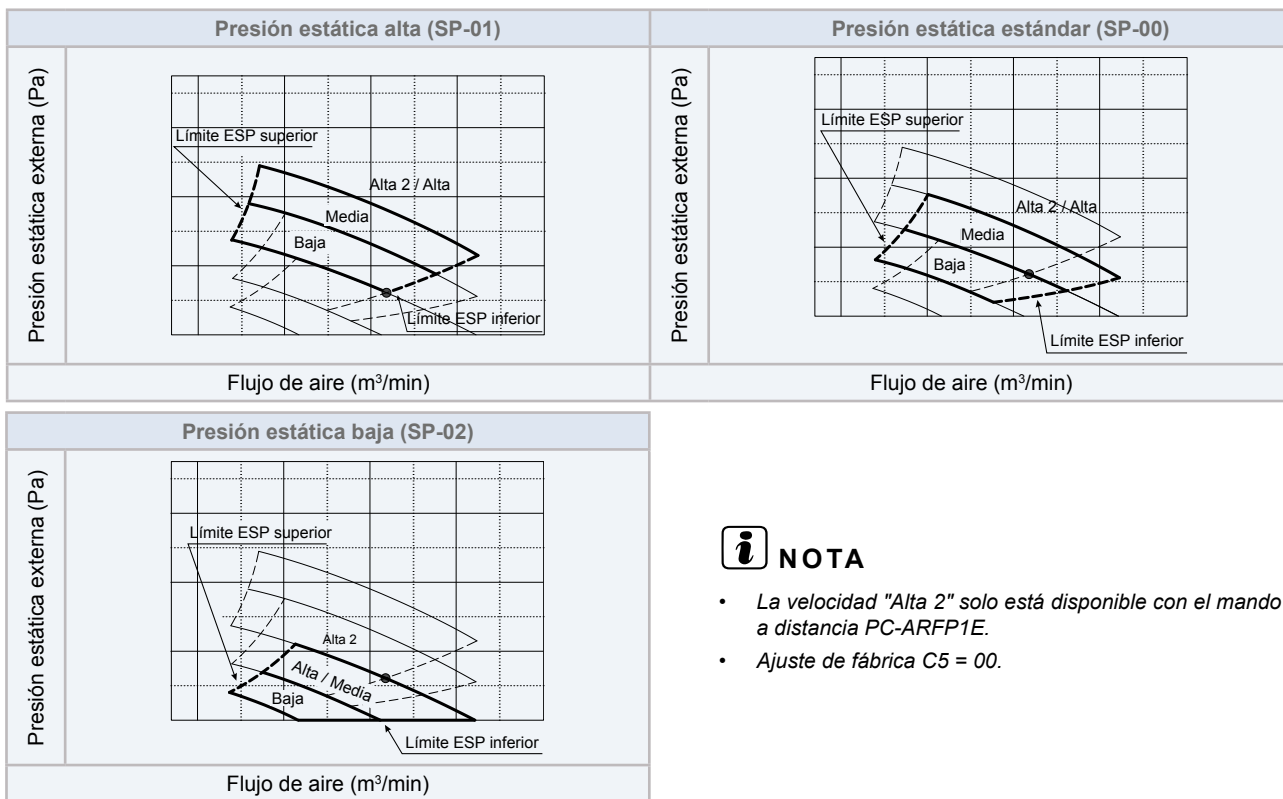 Presión estática alta (SP-01)
Presión estática externa (Pa)
Límite ESP superior
Alta 2 / Alta
Media
Baja
Límite ESP inferior
Flujo de aire (m³/min)
Presión estática estándar (SP-00)
Presión estática externa (Pa)
Límite ESP superior
Alta 2 / Alta
Media
Baja
Límite ESP inferior
Flujo de aire (m³/min)
Presión estática baja (SP-02)
Presión estática externa (Pa)
Límite ESP superior
Alta 2
Alta / Media
Baja
Límite ESP inferior
Flujo de aire (m³/min)
i NOTA
• La velocidad "Alta 2" solo está disponible con el mando
a distancia PC-ARFP1E.
• Ajuste de fábrica C5 = 00.